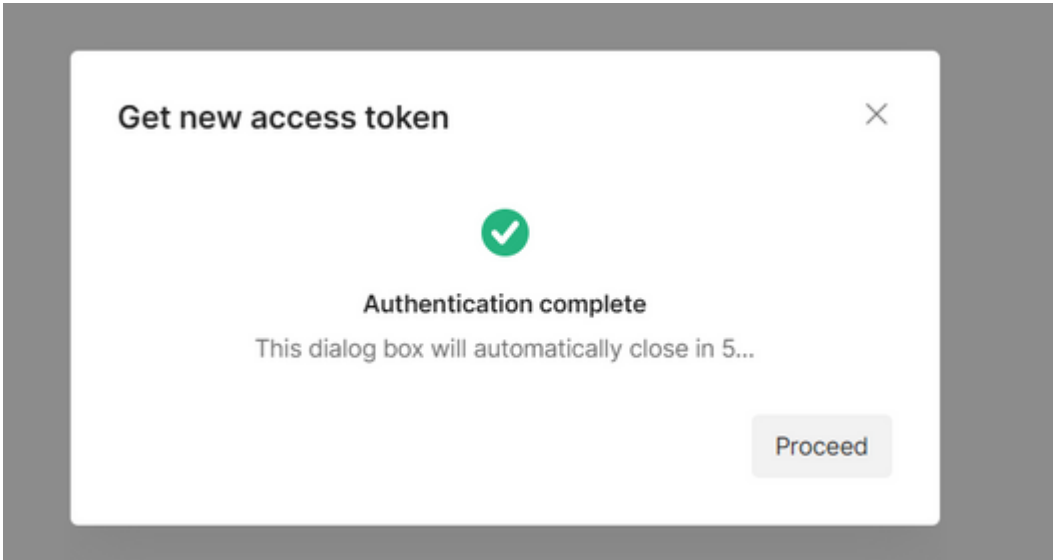 Get new access token
Authentication complete
This dialog box will automatically close in 5...
Proceed